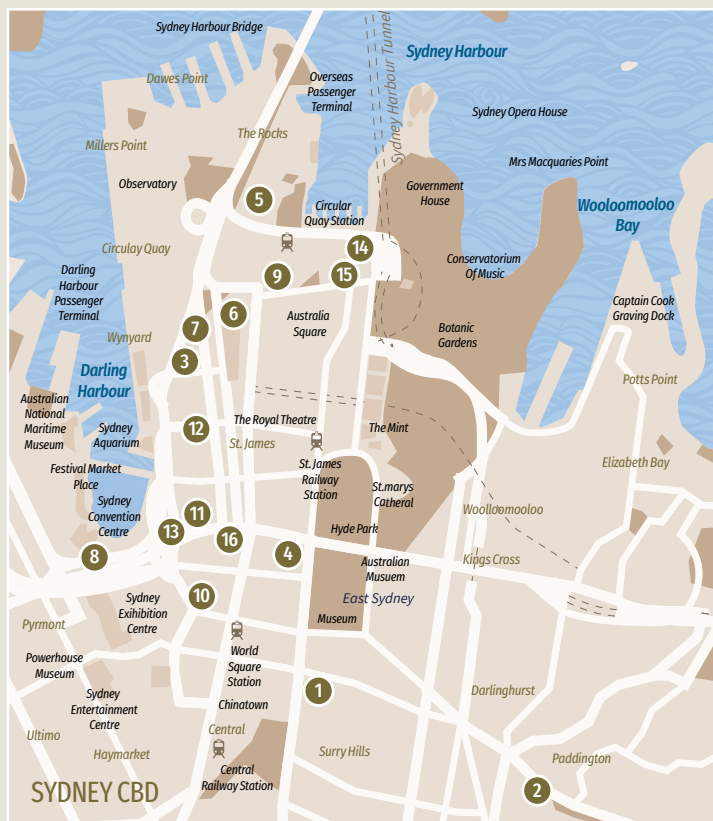 Sydney Harbour Bridge
Sydney Harbour
Dawes Point
Overseas
Passenger
Terminal
Sydney Harbour Tunnel
Sydney Opera House
The Rocks
Millers Point
Mrs Macquaries Point
Observatory
Government
House
5
Circular
Quay Station
Wooloomooloo
Bay
14
Circulay Quay
Conservatorium
Of Music
Darling
Harbour
Passenger
Terminal
9
15
Captain Cook
Graving Dock
6
Australia
Square
7
Botanic
Gardens
Wynyard
3
Darling
Harbour
Potts Point
Australian
National
Maritime
Museum
Sydney
Aquarium
12
The Royal Theatre
The Mint
St. James
St. James
Railway
Station
Elizabeth Bay
Festival Market
Place
St.marys
Catheral
Sydney
Convention
Centre
11
Woolloomooloo
13
16
Hyde Park
8
4
Australian
Musuem
Kings Cross
Sydney
Exihibition
Centre
10
East Sydney
Museum
Pyrmont
World
Square
Station
Powerhouse
Museum
1
Darlinghurst
Sydney
Entertainment
Centre
Chinatown
Ultimo
Central
Haymarket
Surry Hills
Paddington
Central
Railway Station
2
SYDNEY CBD